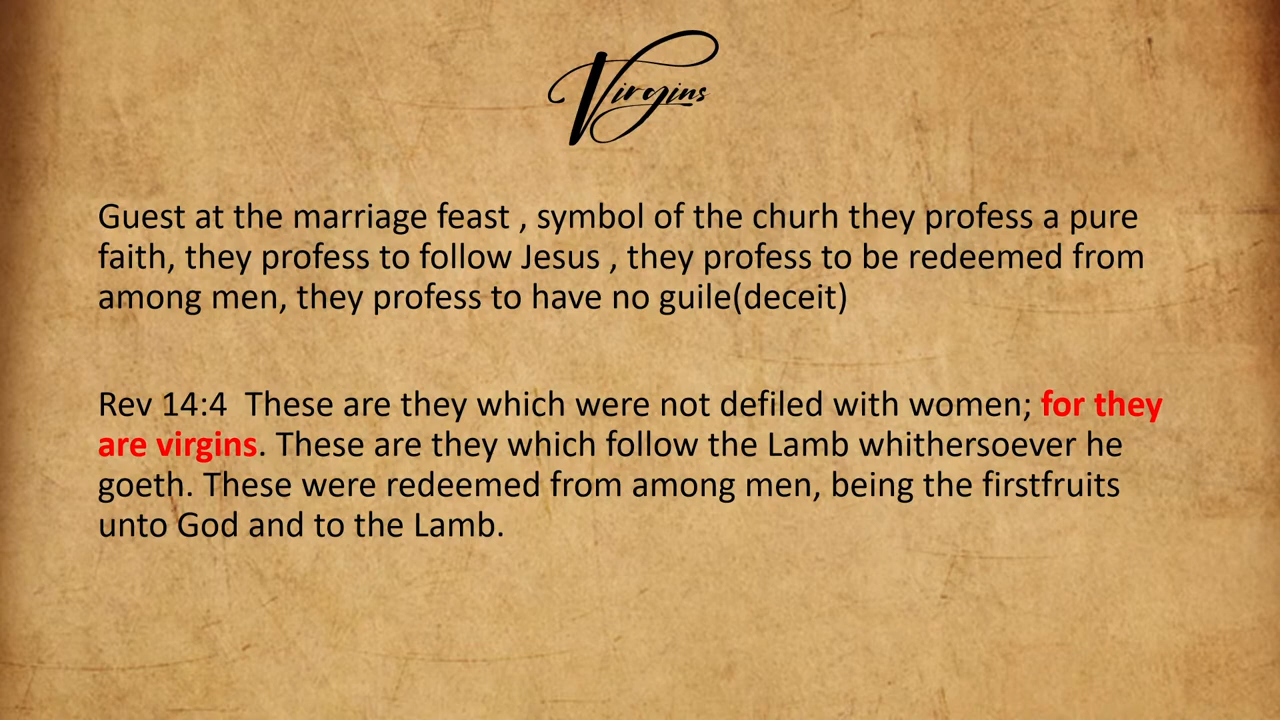 Virgins
Guest at the marriage feast , symbol of the churh they profess a pure
faith, they profess to follow Jesus , they profess to be redeemed from
among men, they profess to have no guile(deceit)
Rev 14:4  These are they which were not defiled with women; for they
are virgins. These are they which follow the Lamb whithersoever he
goeth. These were redeemed from among men, being the firstfruits
unto God and to the Lamb.